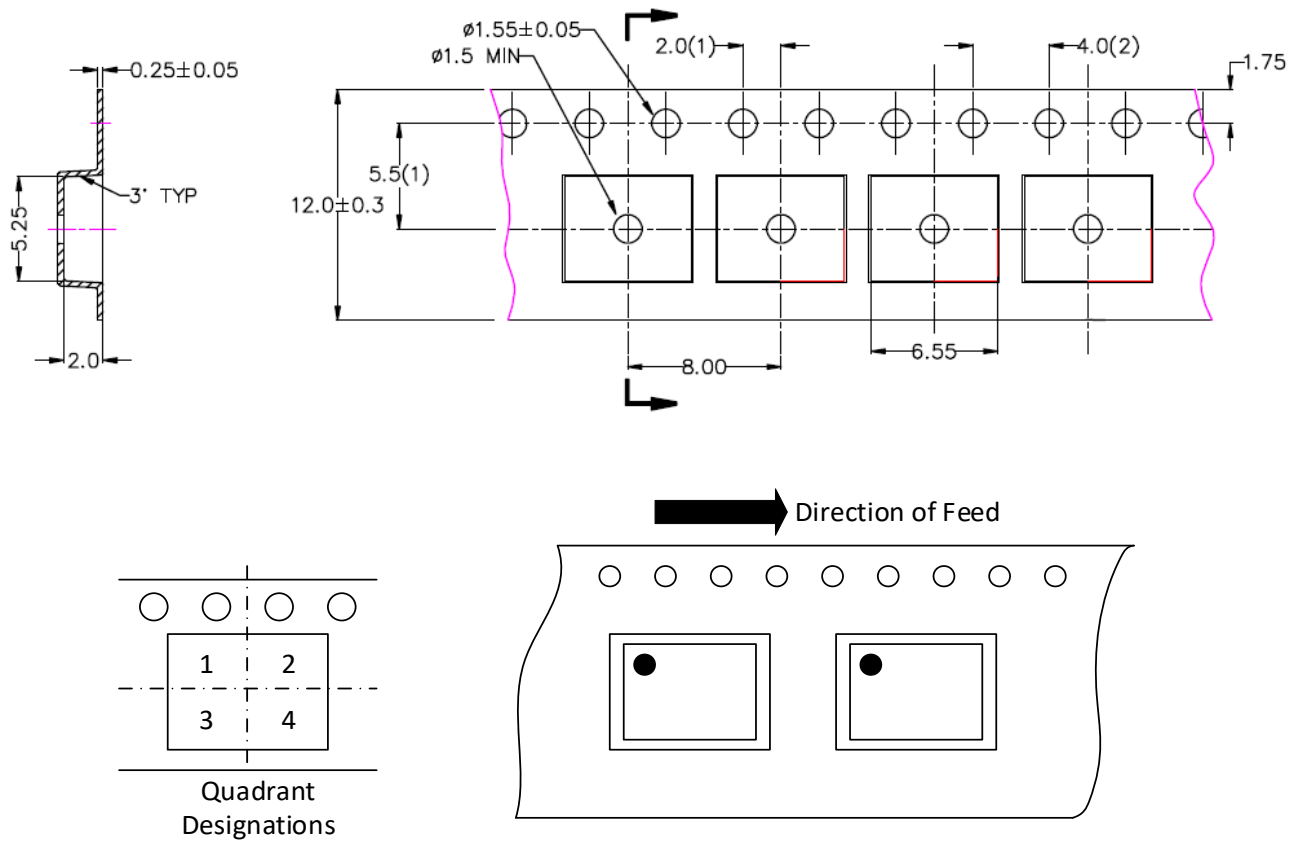 ø1.55±0.05
ø1.5 MIN
2.0(1)
4.0(2)
1.75
0.25±0.05
5.5(1)
3° TYP
12.0±0.3
5.25
2.0
8.00
6.55
Direction of Feed
1 2
3 4
Quadrant
Designations